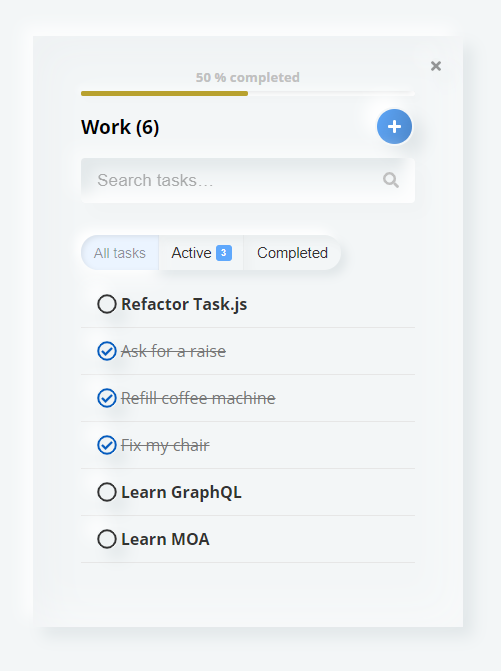 50 % completed
Work (6)
Search tasks...
All tasks Active 3 Completed
Refactor Task.js
Ask for a raise
Refill coffee machine
Fix my chair
Learn GraphQL
Learn MOA